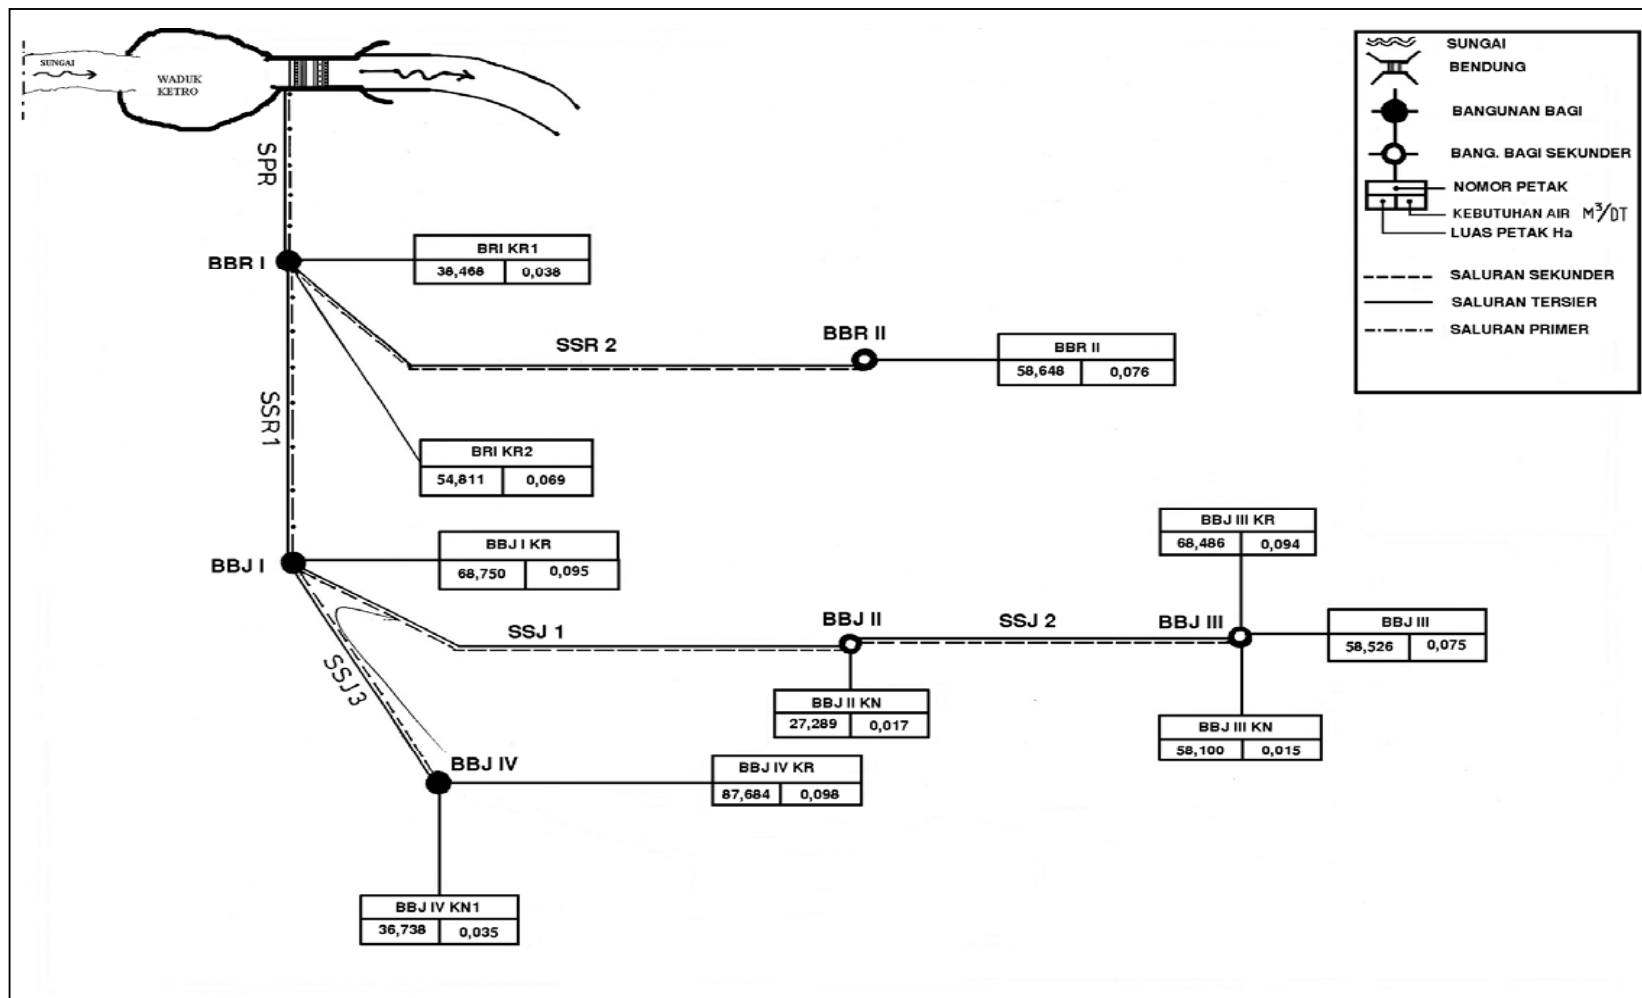 SUNGAI
WADUK
KETRO
SPR
BBR I
BRI KR1
38,468 0,038
SSR 2
BBR II
BBR II
58,648 0,076
SSR1
BRI KR2
54,811 0,069
BBJ I
BBJ I KR
68,750 0,095
SSJ 1
BBJ II
SSJ 2
BBJ III
BBJ III KR
68,486 0,094
BBJ III
58,526 0,075
BBJ II KN
27,289 0,017
BBJ III KN
58,100 0,015
SSJ3
BBJ IV
BBJ IV KR
87,684 0,098
BBJ IV KN1
36,738 0,035
SUNGAI
BENDUNG
BANGUNAN BAGI
BANG. BAGI SEKUNDER
NOMOR PETAK
KEBUTUHAN AIR M³/DT
LUAS PETAK Ha
SALURAN SEKUNDER
SALURAN TERSIER
SALURAN PRIMER